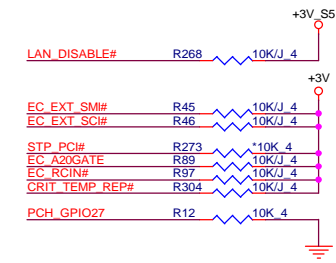 +3V_S5
LAN_DISABLE# R268 10K/J_4
+3V
EC_EXT_SMI# R45 10K/J_4
EC_EXT_SCI# R46 10K/J_4
STP_PCI# R273 *10K_4
EC_A20GATE R89 10K/J_4
EC_RCIN# R97 10K/J_4
CRIT_TEMP_REP# R304 10K/J_4
PCH_GPIO27 R12 10K_4